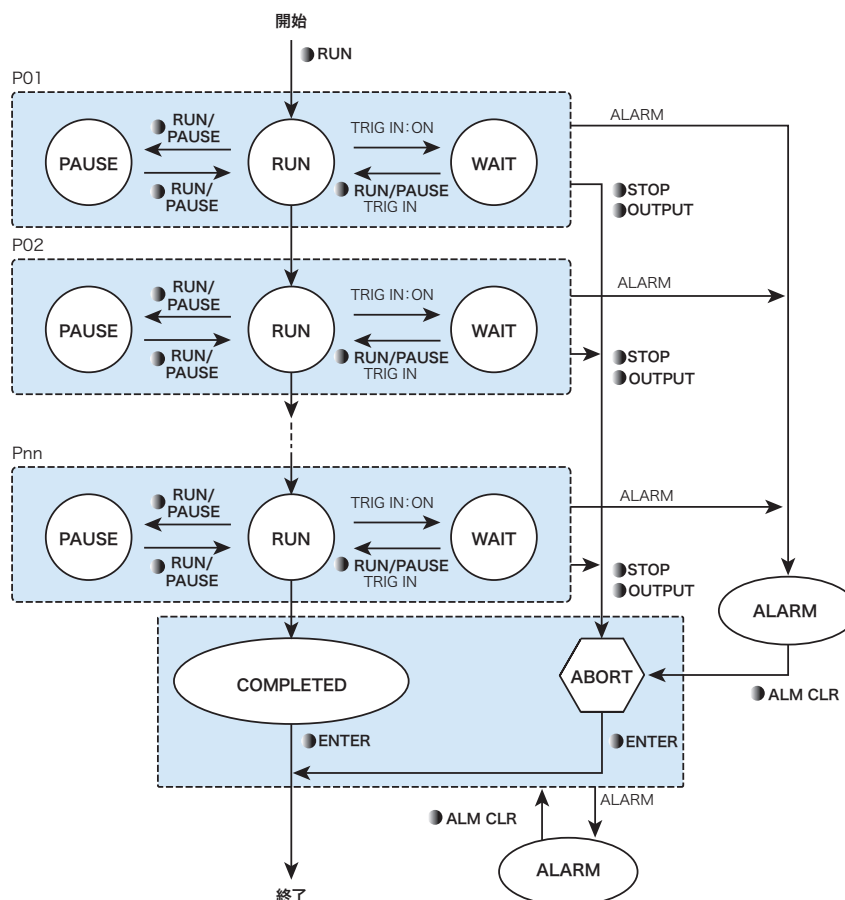 開始
RUN
P01
RUN/
PAUSE
TRIG IN:ON
ALARM
PAUSE
RUN
WAIT
RUN/
PAUSE
RUN/PAUSE
TRIG IN
STOP
OUTPUT
P02
RUN/
PAUSE
TRIG IN:ON
ALARM
PAUSE
RUN
WAIT
RUN/
PAUSE
RUN/PAUSE
TRIG IN
STOP
OUTPUT
Pnn
RUN/
PAUSE
TRIG IN:ON
ALARM
PAUSE
RUN
WAIT
RUN/
PAUSE
RUN/PAUSE
TRIG IN
STOP
OUTPUT
ALARM
COMPLETED
ABORT
ALM CLR
ENTER
ENTER
ALM CLR
ALARM
ALARM
終了